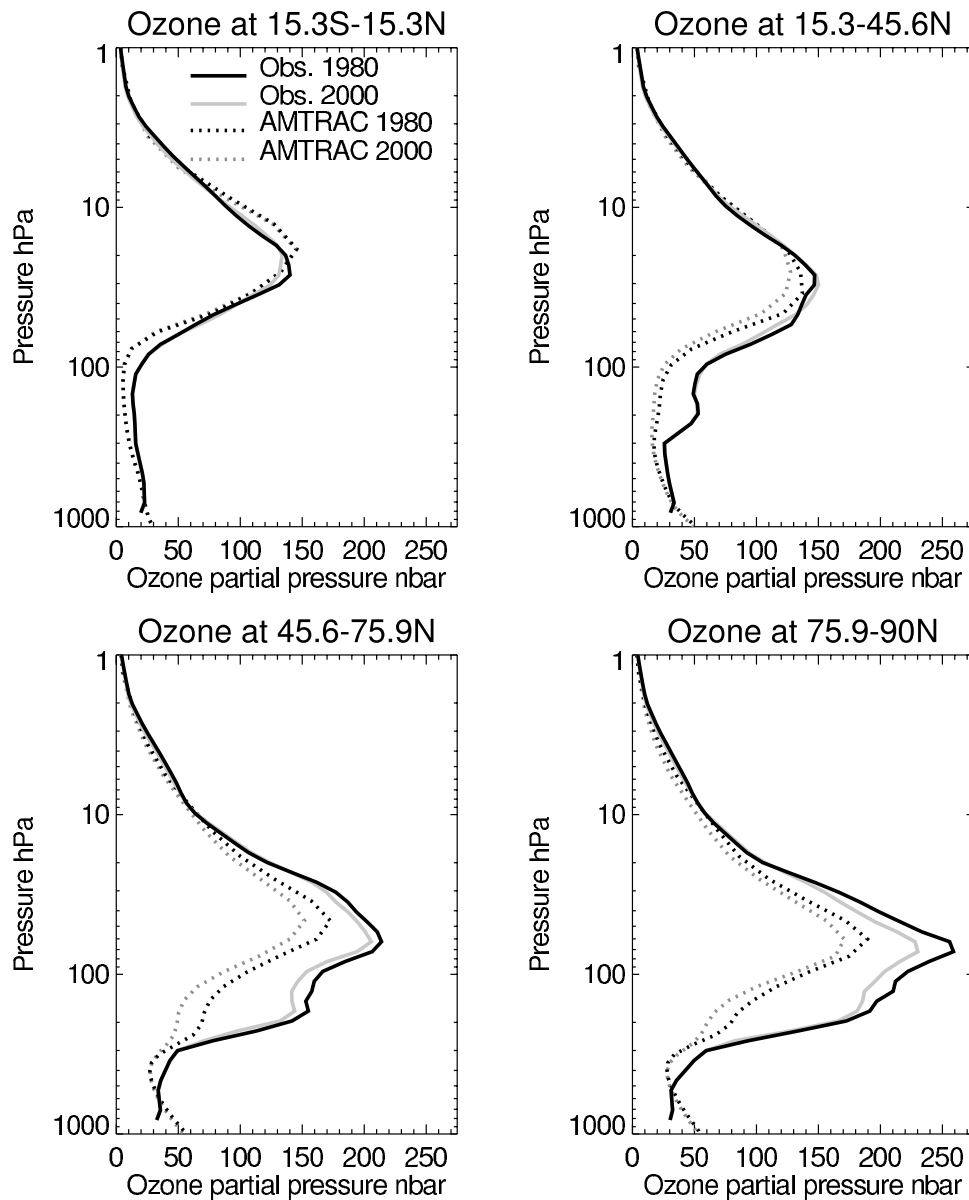 Ozone at 15.3S-15.3N
1
10
100
1000
Pressure hPa
Obs. 1980
Obs. 2000
AMTRAC 1980
AMTRAC 2000
0 50 100 150 200 250
Ozone partial pressure nbar
Ozone at 15.3-45.6N
1
10
100
1000
Pressure hPa
0 50 100 150 200 250
Ozone partial pressure nbar
Ozone at 45.6-75.9N
1
10
100
1000
Pressure hPa
0 50 100 150 200 250
Ozone partial pressure nbar
Ozone at 75.9-90N
1
10
100
1000
Pressure hPa
0 50 100 150 200 250
Ozone partial pressure nbar